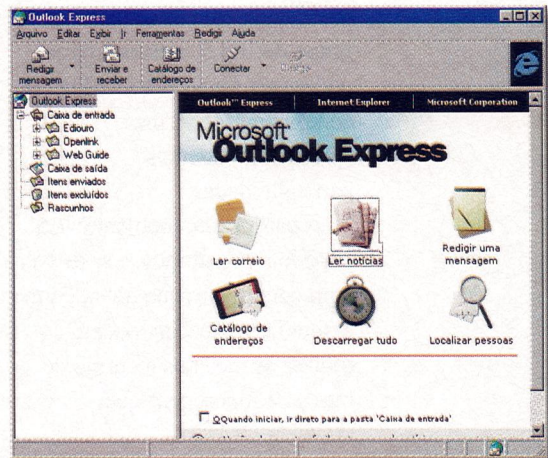 Outlook Express
Arquivo Editar Exibir Ir Ferramentas Redigir Ajuda
Redigir mensagem
Enviar e receber
Catálogo de endereços
Conectar
Outlook Express
Caixa de entrada
Ediouro
Openlink
Web Guide
Caixa de saída
Itens enviados
Itens excluídos
Rascunhos
Outlook™ Express
Internet Explorer
Microsoft Corporation
Microsoft
Outlook Express
Ler correio
Ler notícias
Redigir uma mensagem
Catálogo de endereços
Descarregar tudo
Localizar pessoas
QQuando iniciar, ir direto para a pasta 'Caixa de entrada'